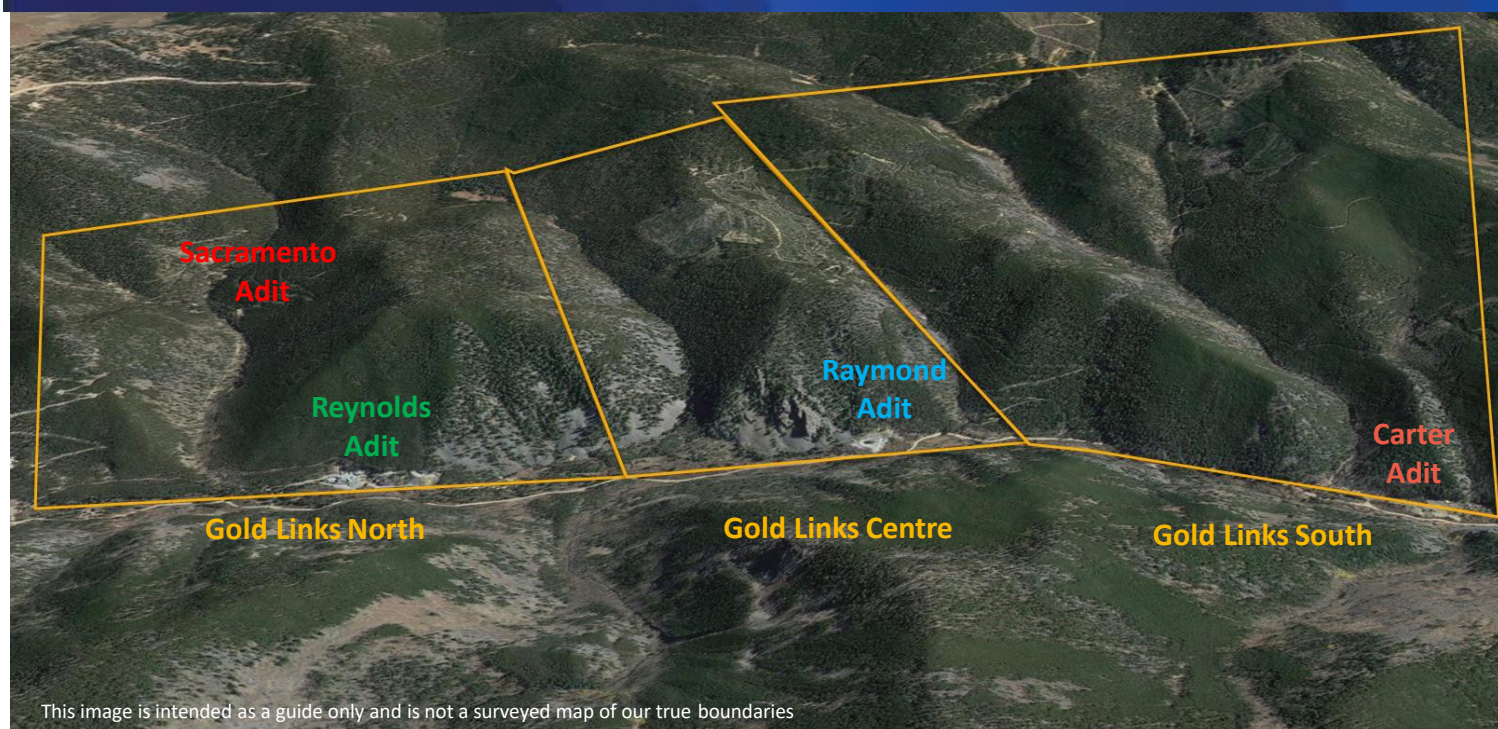 Sacramento
Adit
Reynolds
Adit
Raymond
Adit
Carter
Adit
Gold Links North
Gold Links Centre
Gold Links South
This image is intended as a guide only and is not a surveyed map of our true boundaries